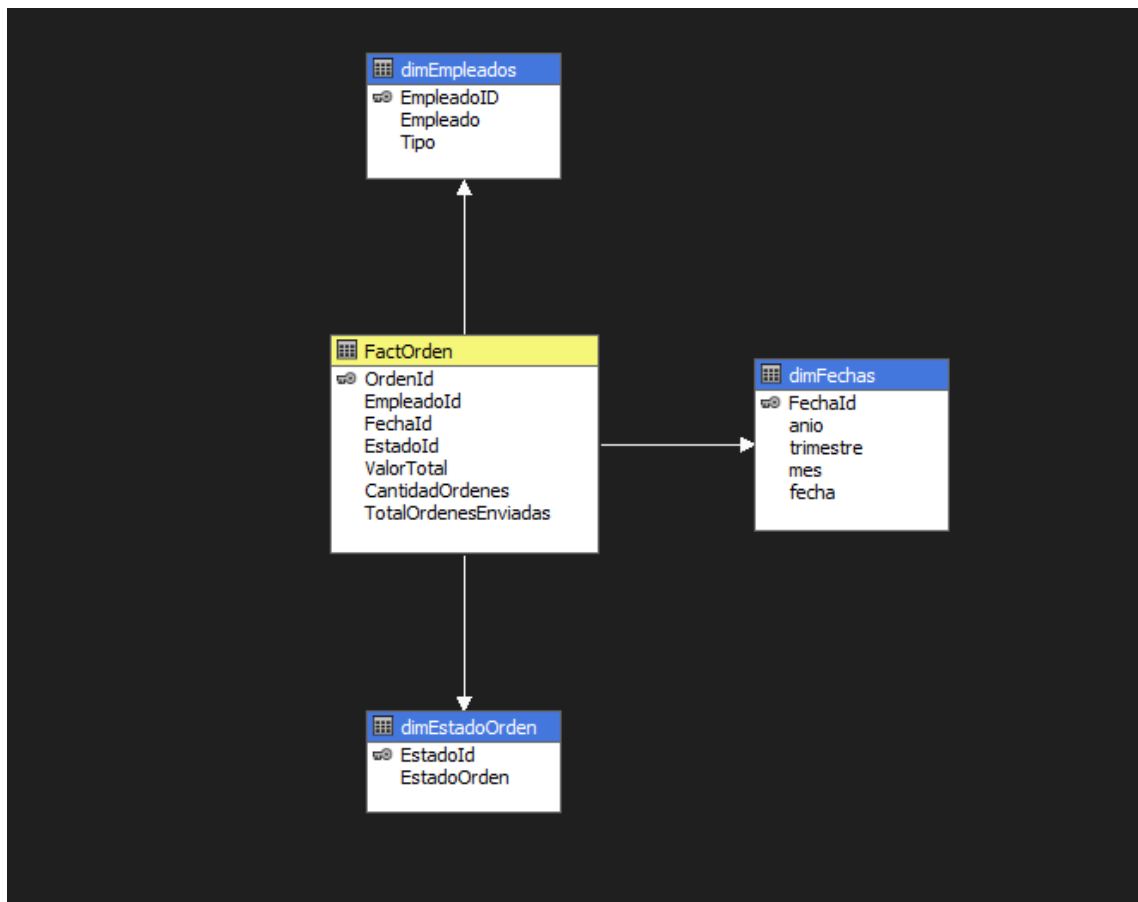 dimEmpleados
EmpleadoID
Empleado
Tipo
FactOrden
OrdenId
EmpleadoId
FechaId
EstadoId
ValorTotal
CantidadOrdenes
TotalOrdenesEnviadas
dimFechas
FechaId
anio
trimestre
mes
fecha
dimEstadoOrden
EstadoId
EstadoOrden